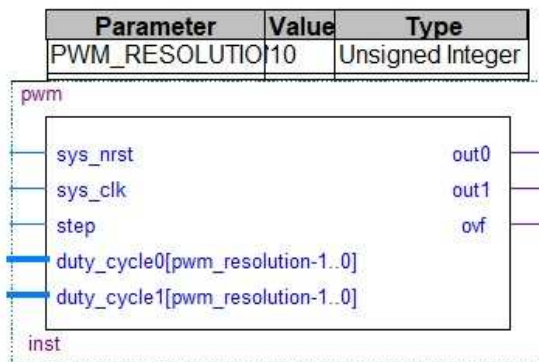 Parameter Value Type
PWM_RESOLUTIO 10 Unsigned Integer
pwm
sys_nrst out0
sys_clk out1
step ovf
duty_cycle0[pwm_resolution-1..0]
duty_cycle1[pwm_resolution-1..0]
inst